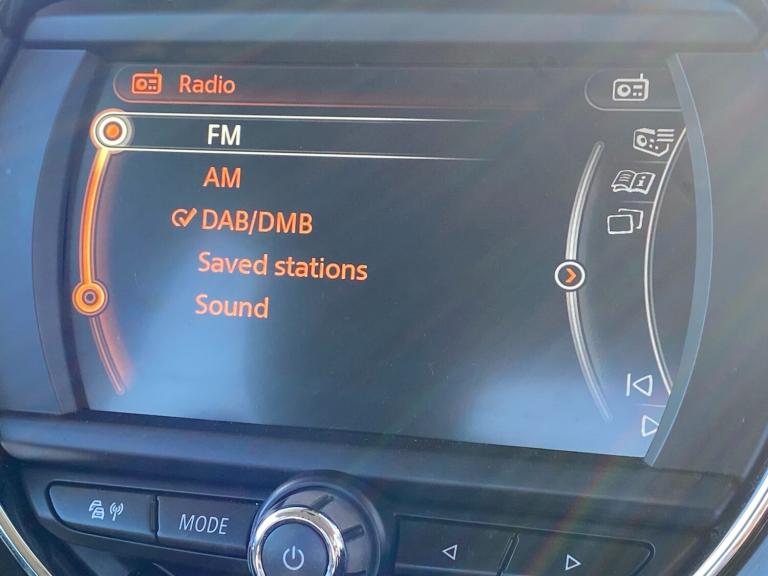 Radio
FM
AM
DAB/DMB
Saved stations
Sound
MODE